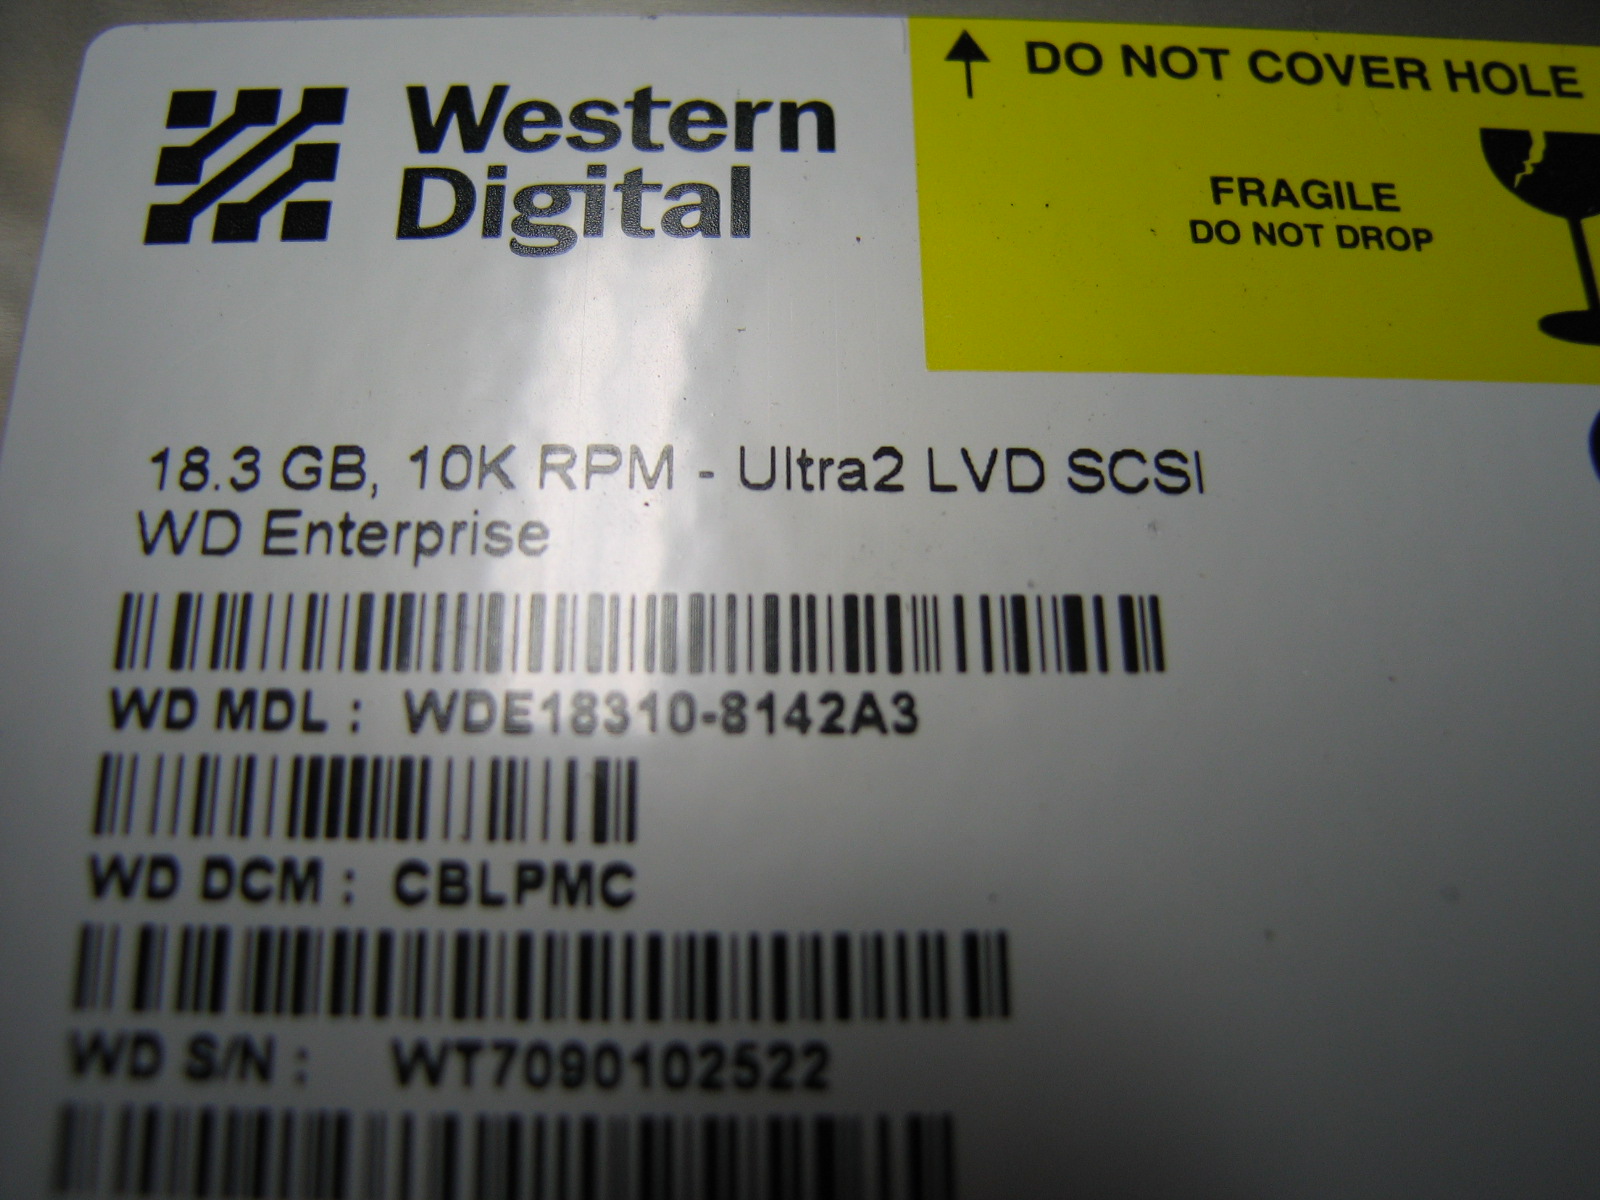 Western
Digital
DO NOT COVER HOLE
FRAGILE
DO NOT DROP
18.3 GB, 10K RPM - Ultra2 LVD SCSI
WD Enterprise
WD MDL : WDE18310-8142A3
WD DCM : CBLPMC
WD S/N : WT7090102522